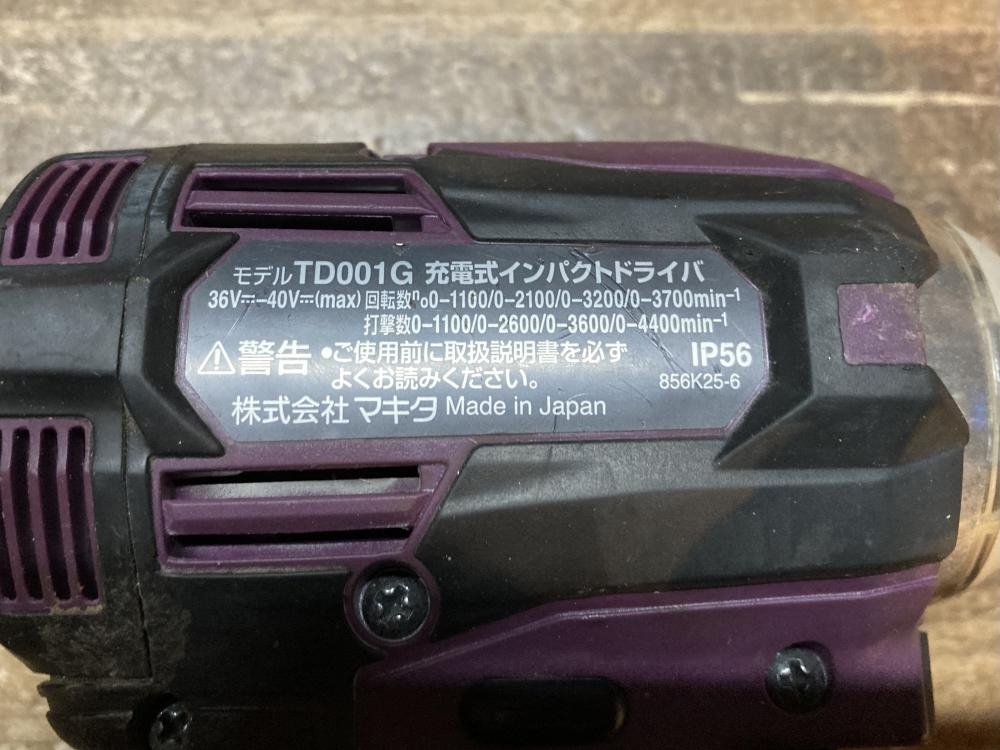 モデルTD001G 充電式インパクトドライバ
36V⎓-40V⎓(max) 回転数n₀0-1100/0-2100/0-3200/0-3700min⁻¹
打撃数0-1100/0-2600/0-3600/0-4400min⁻¹
⚠警告 •ご使用前に取扱説明書を必ず
よくお読みください。
IP56
856K25-6
株式会社マキタ Made in Japan